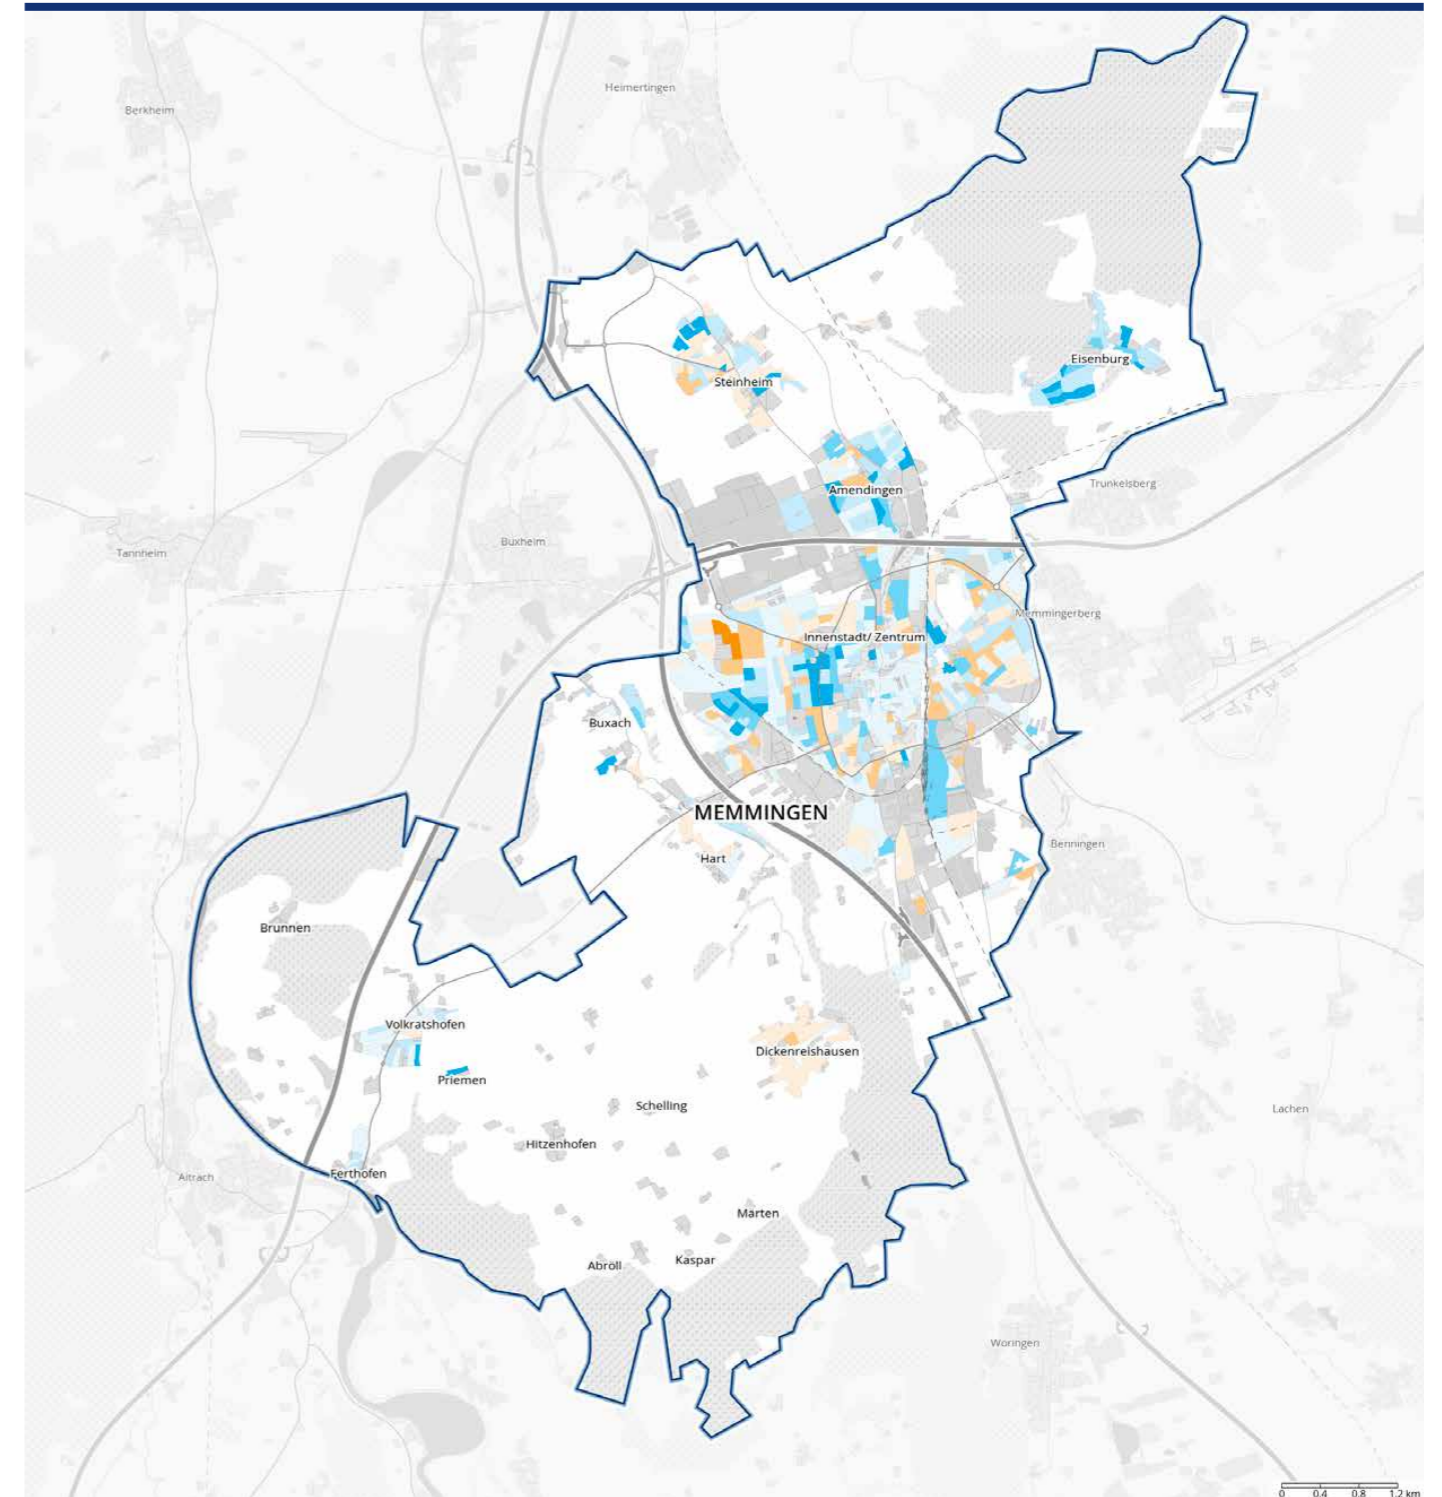 Heimertingen
Berkheim
Eisenburg
Steinheim
Trunkelsberg
Amendingen
Buxheim
Tannheim
Memmingerberg
Innenstadt/ Zentrum
Buxach
MEMMINGEN
Benningen
Hart
Brunnen
Volkratshofen
Dickenreishausen
Priemen
Schelling
Lachen
Hitzenhofen
Ferthofen
Aitrach
Marten
Kaspar
Abröll
Woringen
0 0.4 0.8 1.2 km